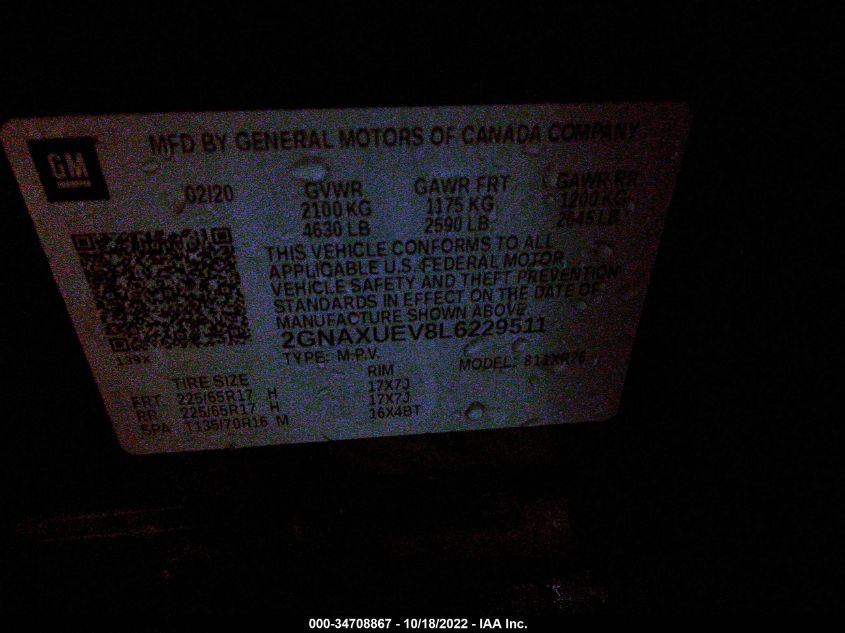 MFD BY GENERAL MOTORS OF CANADA COMPANY
GM
02/20 GVWR GAWR FRT GAWR RR
2100 KG 1175 KG 1200 KG
4630 LB 2590 LB 2645 LB
THIS VEHICLE CONFORMS TO ALL
APPLICABLE U.S. FEDERAL MOTOR
VEHICLE SAFETY AND THEFT PREVENTION
STANDARDS IN EFFECT ON THE DATE OF
MANUFACTURE SHOWN ABOVE.
2GNAXUEV8L6229511
139X TYPE: M.P.V. MODEL: 811XR26
TIRE SIZE RIM
FRT 225/65R17 H 17X7J
RR 225/65R17 H 17X7J
SPA T135/70R16 M 16X4BT
000-34708867 - 10/18/2022 - IAA Inc.